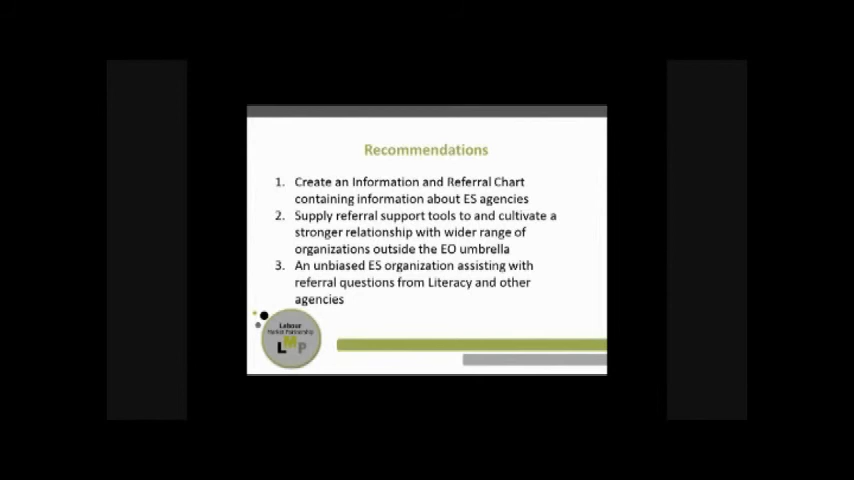 Recommendations
1. Create an Information and Referral Chart
containing information about ES agencies
2. Supply referral support tools to and cultivate a
stronger relationship with wider range of
organizations outside the EO umbrella
3. An unbiased ES organization assisting with
referral questions from Literacy and other
agencies
Labour
Market Partnership
LMP